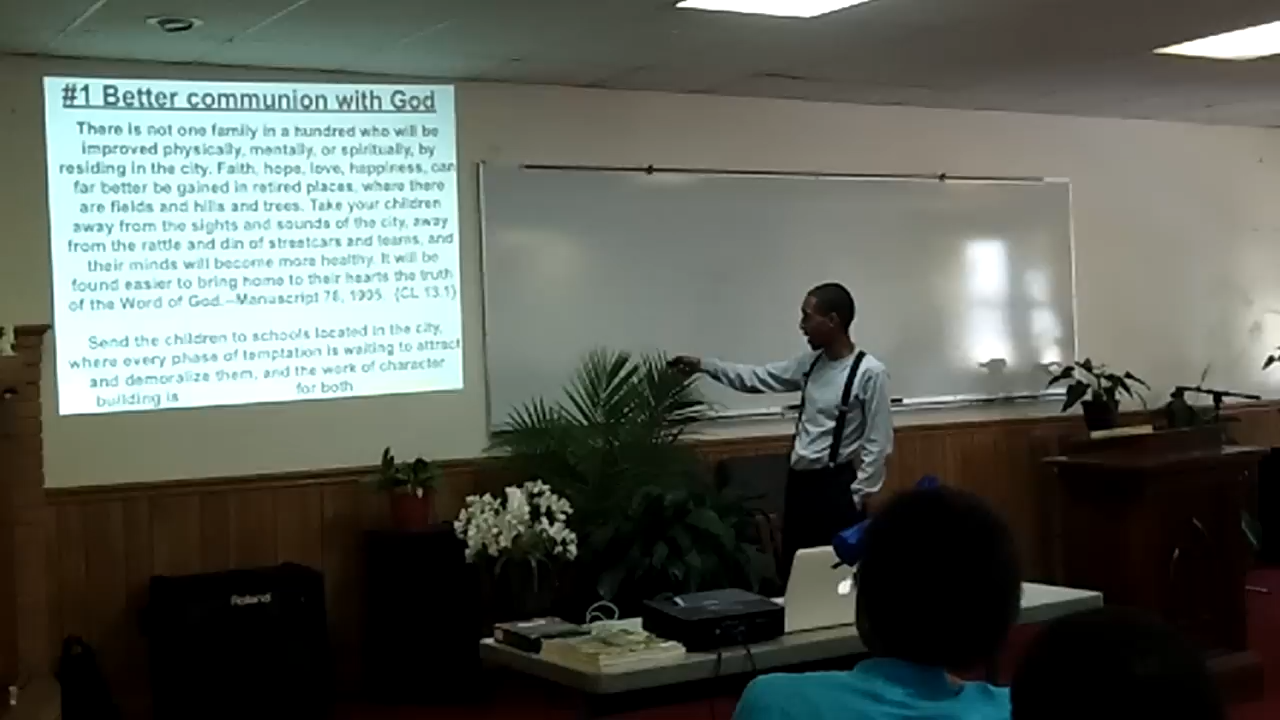 #1 Better communion with God
There is not one family in a hundred who will be
improved physically, mentally, or spiritually, by
residing in the city. Faith, hope, love, happiness, can
far better be gained in retired places, where there
are fields and hills and trees. Take your children
away from the sights and sounds of the city, away
from the rattle and din of streetcars and teams, and
their minds will become more healthy. It will be
found easier to bring home to their hearts the truth
of the Word of God.--Manuscript 76, 1905. {CL 13.1}
Send the children to schools located in the city,
where every phase of temptation is waiting to attract
and demoralize them, and the work of character
building is for both
Roland